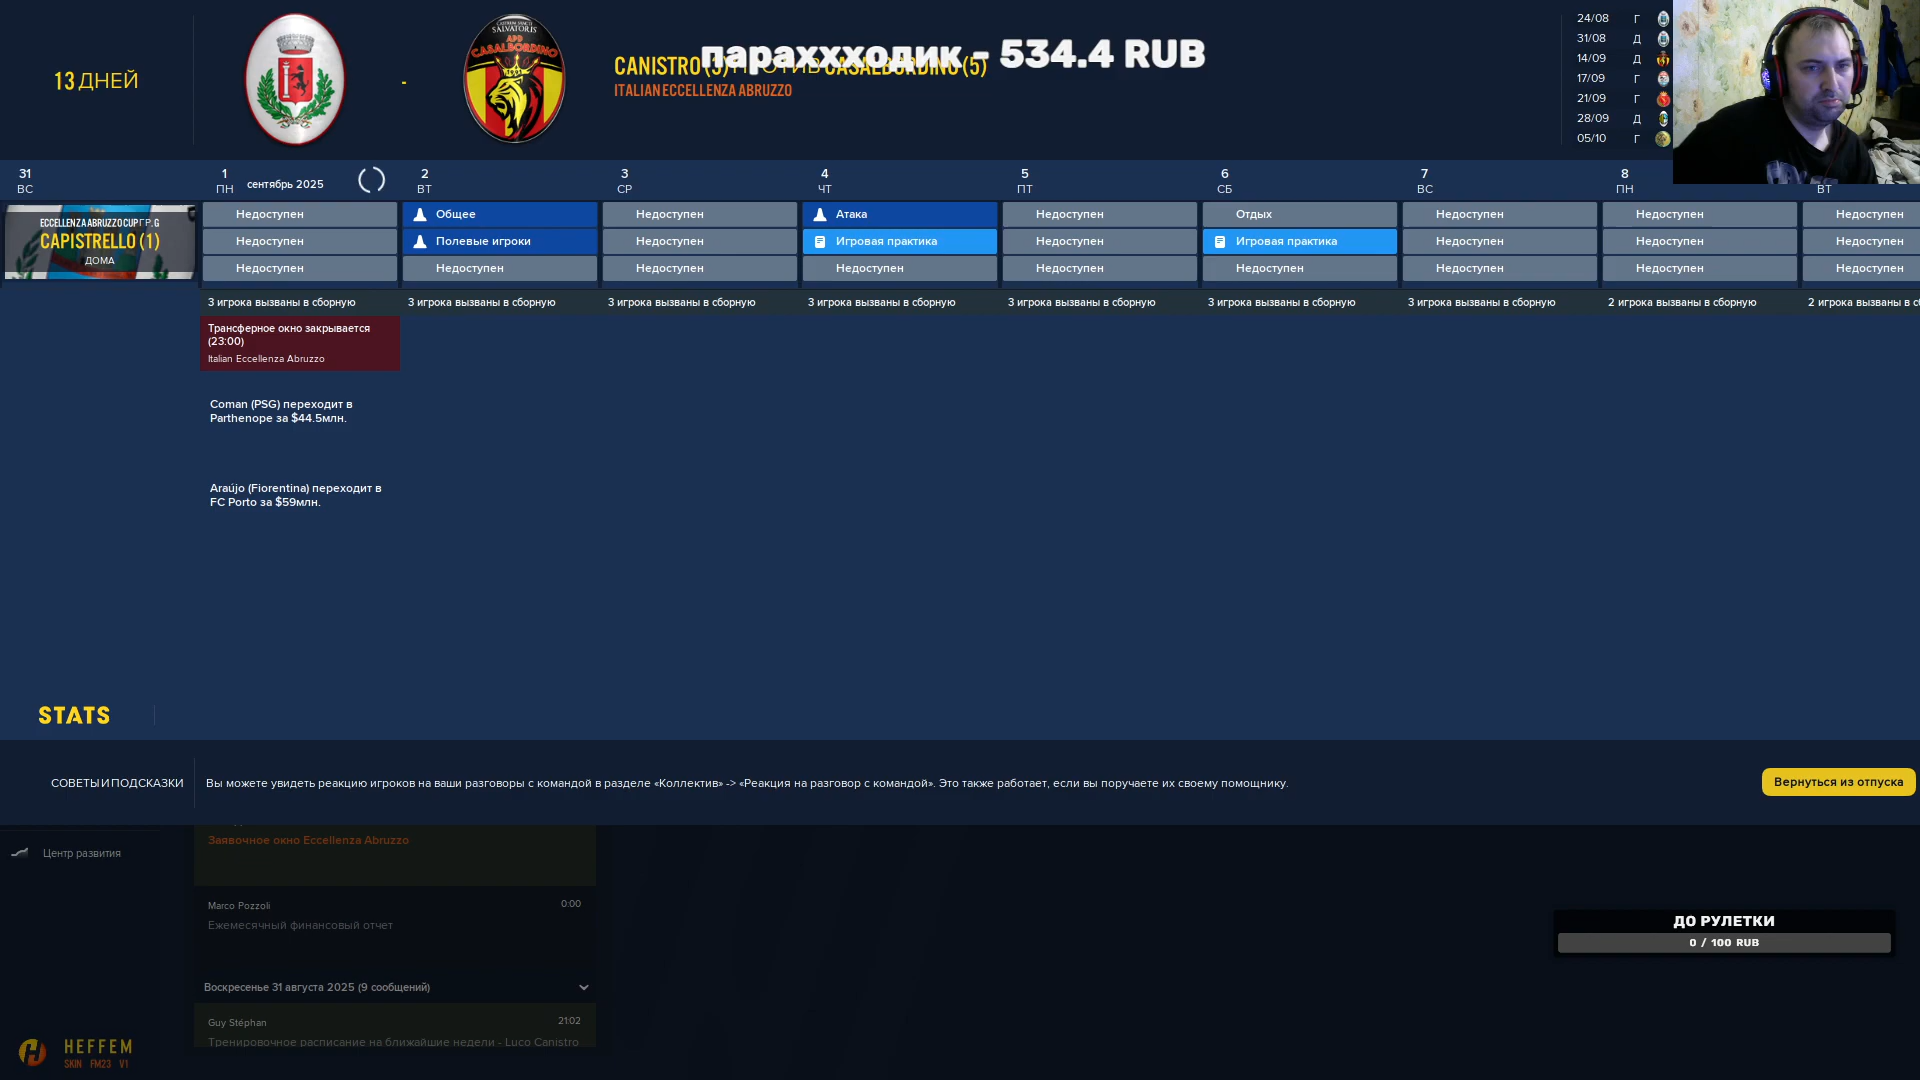 13 ДНЕЙ
-
SALVATORIS
APD
CASALBORDINO
парахххходик - 534.4 RUB
ITALIAN ECCELLENZA ABRUZZO
24/08 Г
31/08 Д
14/09 Д
17/09 Г
21/09 Г
28/09 Д
05/10 Г
31 ВС
1 ПН сентябрь 2025
2 ВТ
3 СР
4 ЧТ
5 ПТ
6 СБ
7 ВС
8 ПН
ВТ
ECCELLENZA ABRUZZO CUP ГР. G
CAPISTRELLO (1)
ДОМА
Недоступен Общее Недоступен Атака Недоступен Отдых Недоступен Недоступен Недоступен
Недоступен Полевые игроки Недоступен Игровая практика Недоступен Игровая практика Недоступен Недоступен Недоступен
Недоступен Недоступен Недоступен Недоступен Недоступен Недоступен Недоступен Недоступен Недоступен
3 игрока вызваны в сборную 3 игрока вызваны в сборную 3 игрока вызваны в сборную 3 игрока вызваны в сборную 3 игрока вызваны в сборную 3 игрока вызваны в сборную 3 игрока вызваны в сборную 2 игрока вызваны в сборную 2 игрока вызваны в
Трансферное окно закрывается
(23:00)
Italian Eccellenza Abruzzo
Coman (PSG) переходит в
Parthenope за $44.5млн.
Araújo (Fiorentina) переходит в
FC Porto за $59млн.
STATS
СОВЕТЫ И ПОДСКАЗКИ
Вы можете увидеть реакцию игроков на ваши разговоры с командой в разделе «Коллектив» -> «Реакция на разговор с командой». Это также работает, если вы поручаете их своему помощнику.
Вернуться из отпуска
Заявочное окно Eccellenza Abruzzo
Центр развития
Marco Pozzoli 0:00
Ежемесячный финансовый отчет
Воскресенье 31 августа 2025 (9 сообщений)
Guy Stéphan 21:02
Тренировочное расписание на ближайшие недели - Luco Canistro
ДО РУЛЕТКИ
0 / 100 RUB
HEFFEM
SKIN FM23 V1